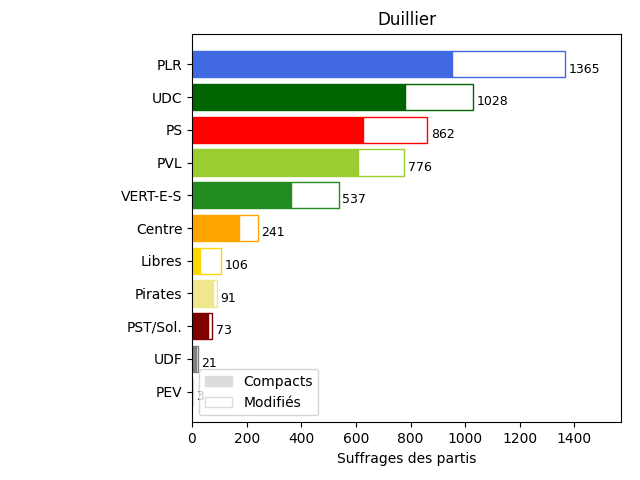 Duillier
PLR 1365
UDC 1028
PS 862
PVL 776
VERT-E-S 537
Centre 241
Libres 106
Pirates 91
PST/Sol. 73
UDF 21
PEV 3
Compacts
Modifiés
0 200 400 600 800 1000 1200 1400
Suffrages des partis